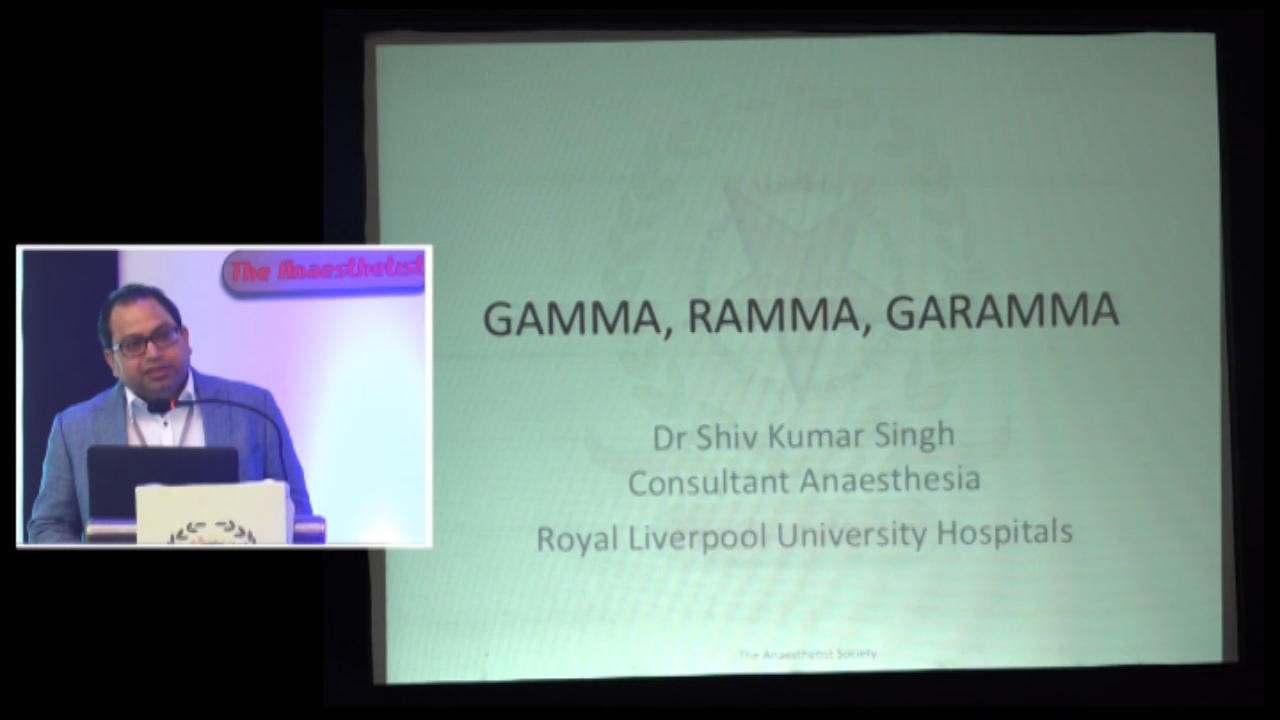 The Anaesthetist
GAMMA, RAMMA, GARAMMA
Dr Shiv Kumar Singh
Consultant Anaesthesia
Royal Liverpool University Hospitals
The Anaesthetist Society